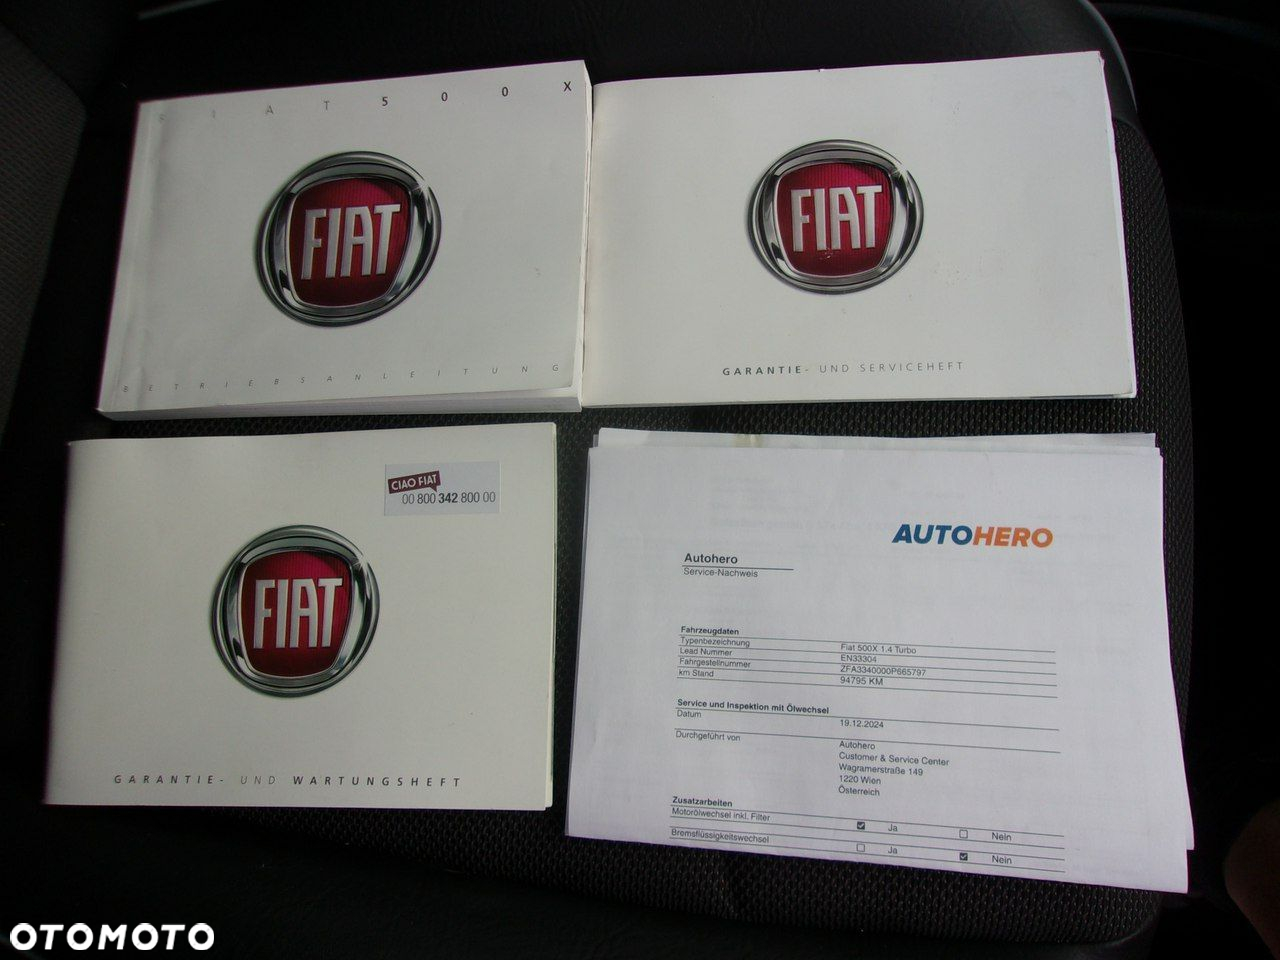 FIAT 500X
FIAT
BETRIEBSANLEITUNG
FIAT
GARANTIE- UND SERVICEHEFT
CIAO FIAT
00 800 342 800 00
FIAT
GARANTIE- UND WARTUNGSHEFT
AUTOHERO
Autohero
Service-Nachweis
Fahrzeugdaten
Typenbezeichnung Fiat 500X 1.4 Turbo
Lead Nummer EN33304
Fahrgestellnummer ZFA3340000P665797
km Stand 94795 KM
Service und Inspektion mit Ölwechsel
Datum 19.12.2024
Durchgeführt von Autohero
Customer & Service Center
Wagramerstraße 149
1220 Wien
Österreich
Zusatzarbeiten
Motorölwechsel inkl. Filter Ja Nein
Bremsflüssigkeitswechsel Ja Nein
OTOMOTO